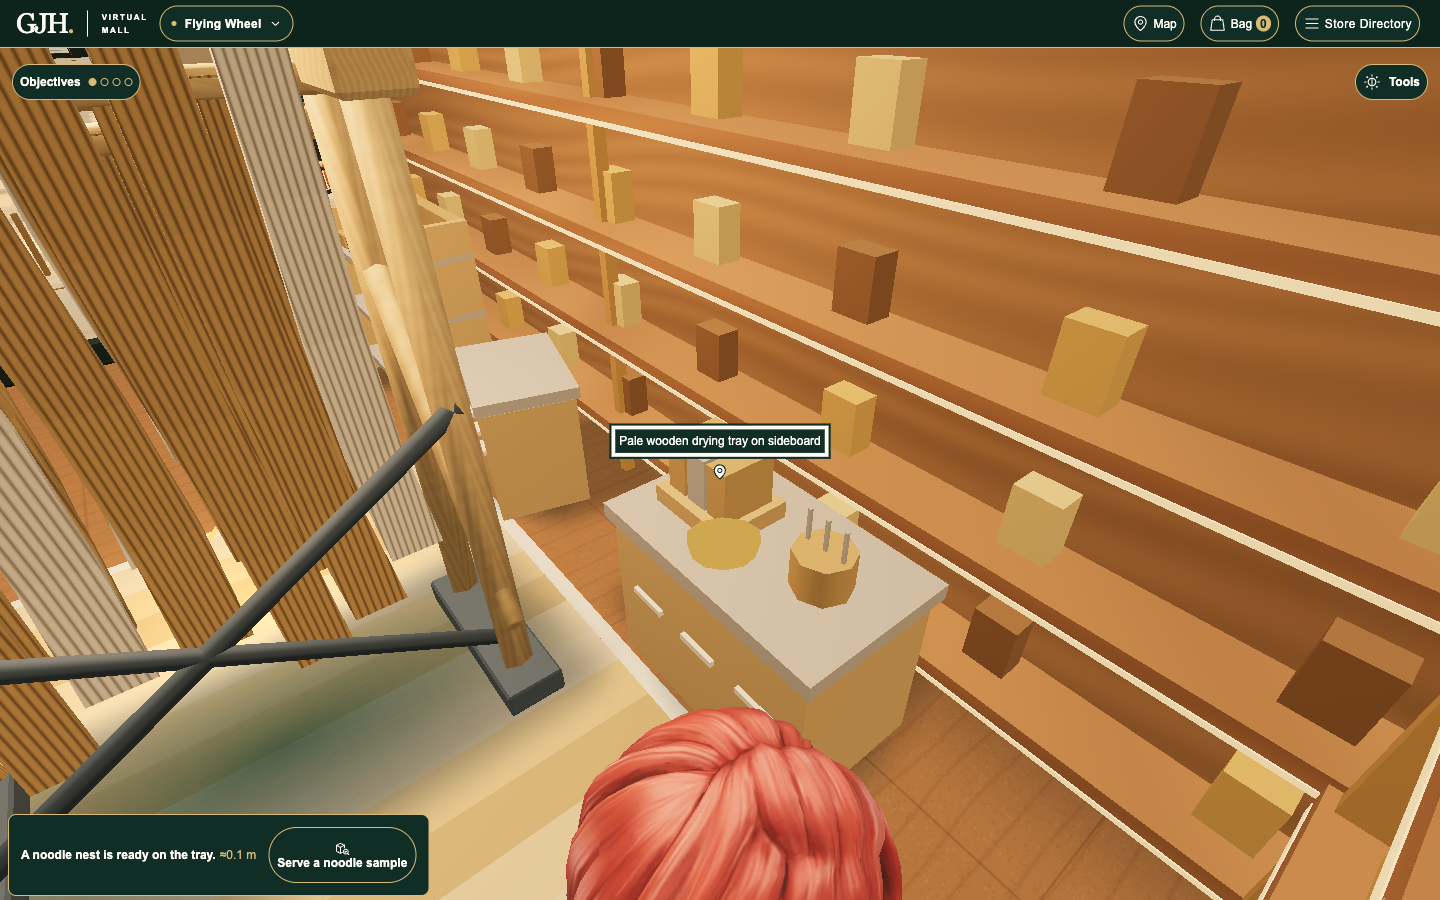 GJH.
VIRTUAL
MALL
Flying Wheel
Map
Bag 0
Store Directory
Objectives
Tools
Pale wooden drying tray on sideboard
A noodle nest is ready on the tray. ≈0.1 m
Serve a noodle sample